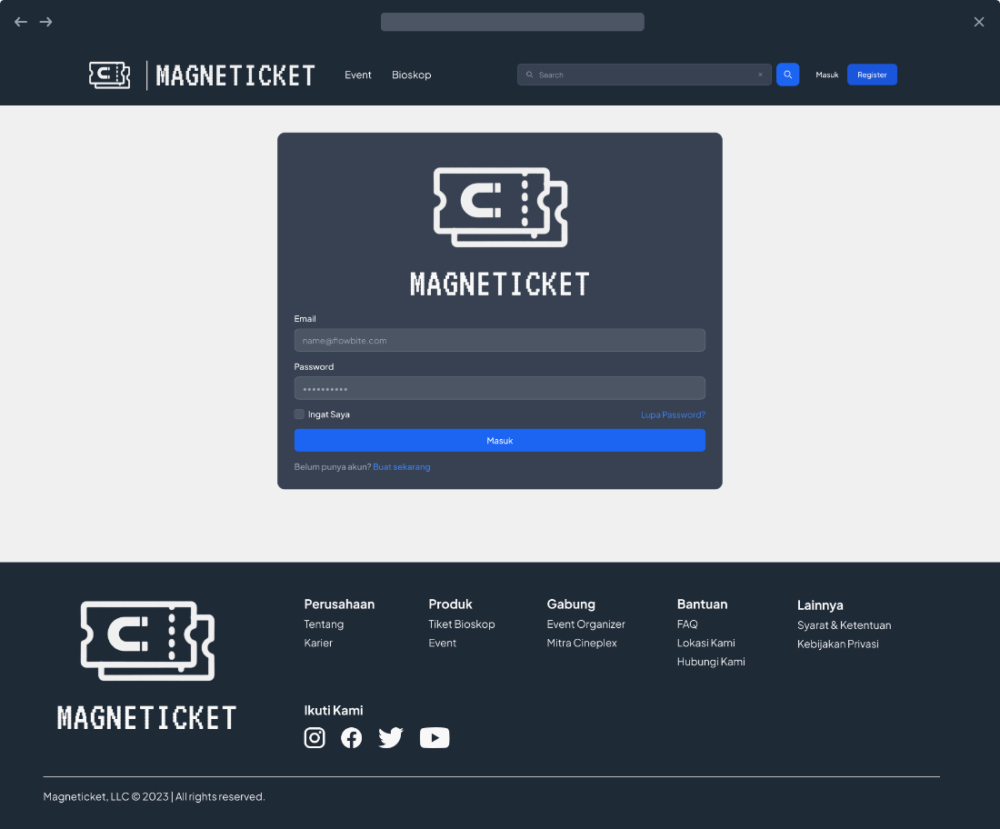 MAGNETICKET
Event
Bioskop
Search
Masuk
Register
MAGNETICKET
Email
name@flowbite.com
Password
••••••••••
Ingat Saya
Lupa Password?
Masuk
Belum punya akun? Buat sekarang
MAGNETICKET
Perusahaan
Tentang
Karier
Produk
Tiket Bioskop
Event
Gabung
Event Organizer
Mitra Cineplex
Bantuan
FAQ
Lokasi Kami
Hubungi Kami
Lainnya
Syarat & Ketentuan
Kebijakan Privasi
Ikuti Kami
Magneticket, LLC © 2023 | All rights reserved.